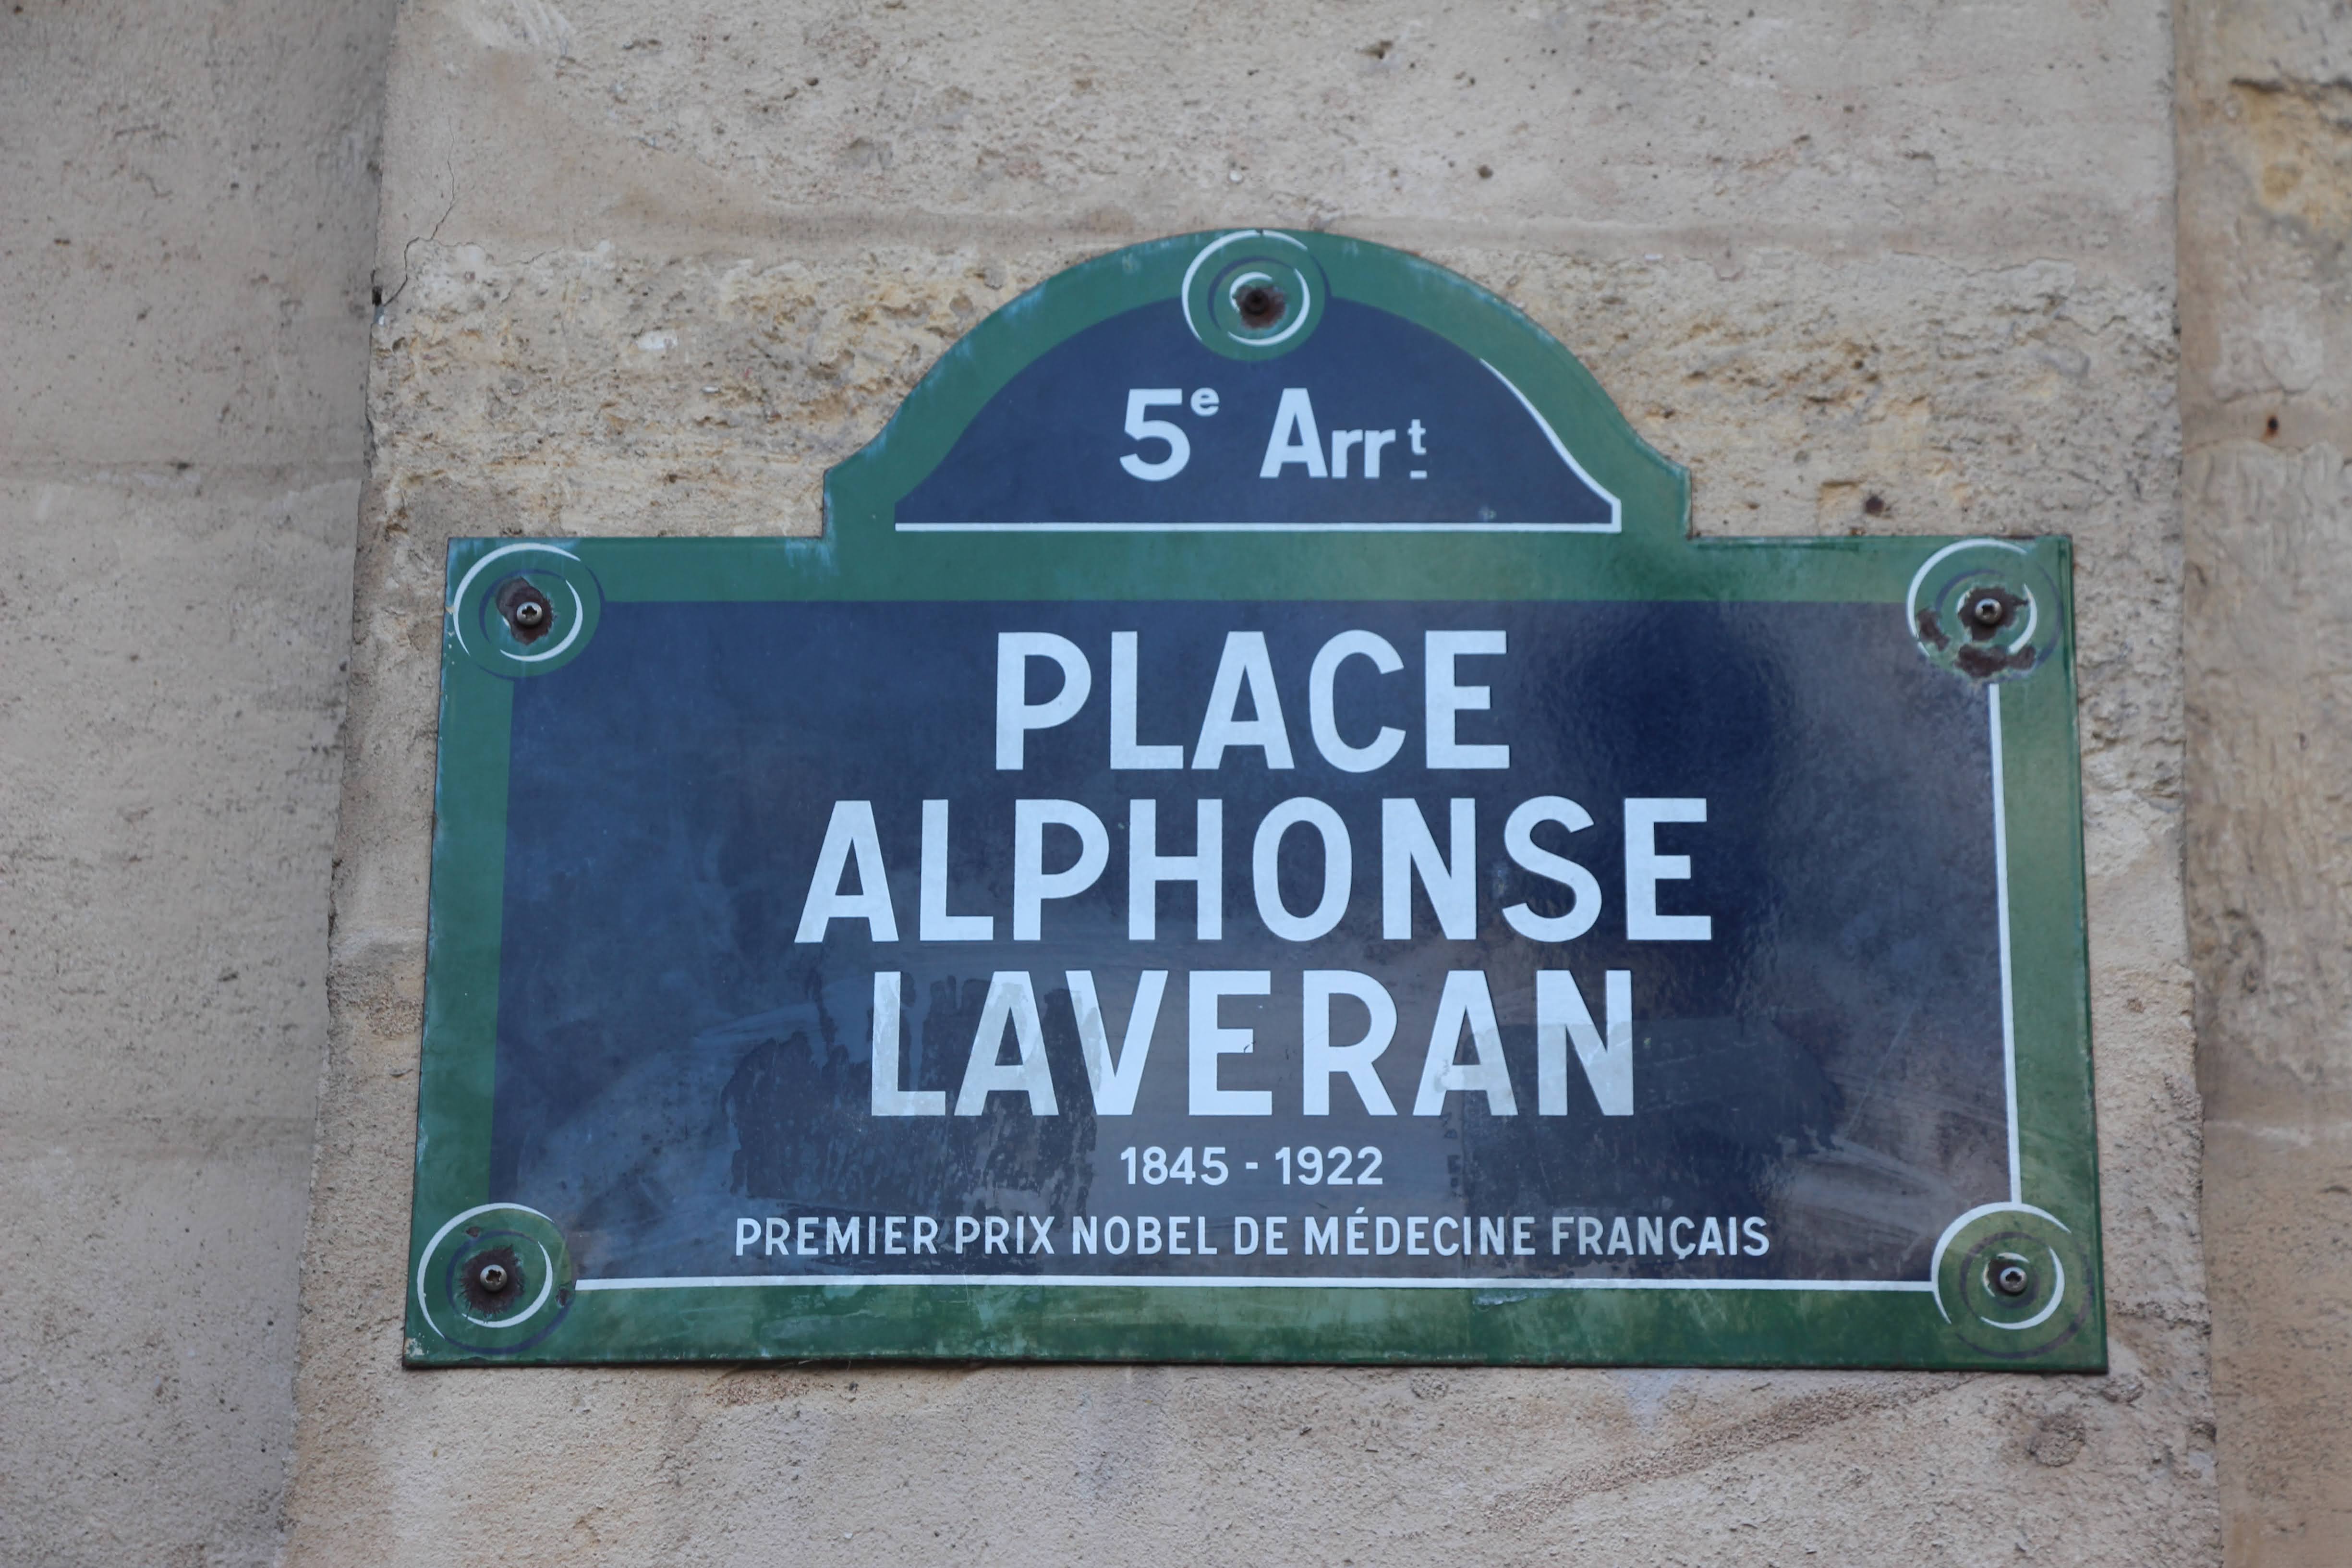 5e Arrt
PLACE
ALPHONSE
LAVERAN
1845 - 1922
PREMIER PRIX NOBEL DE MÉDECINE FRANÇAIS